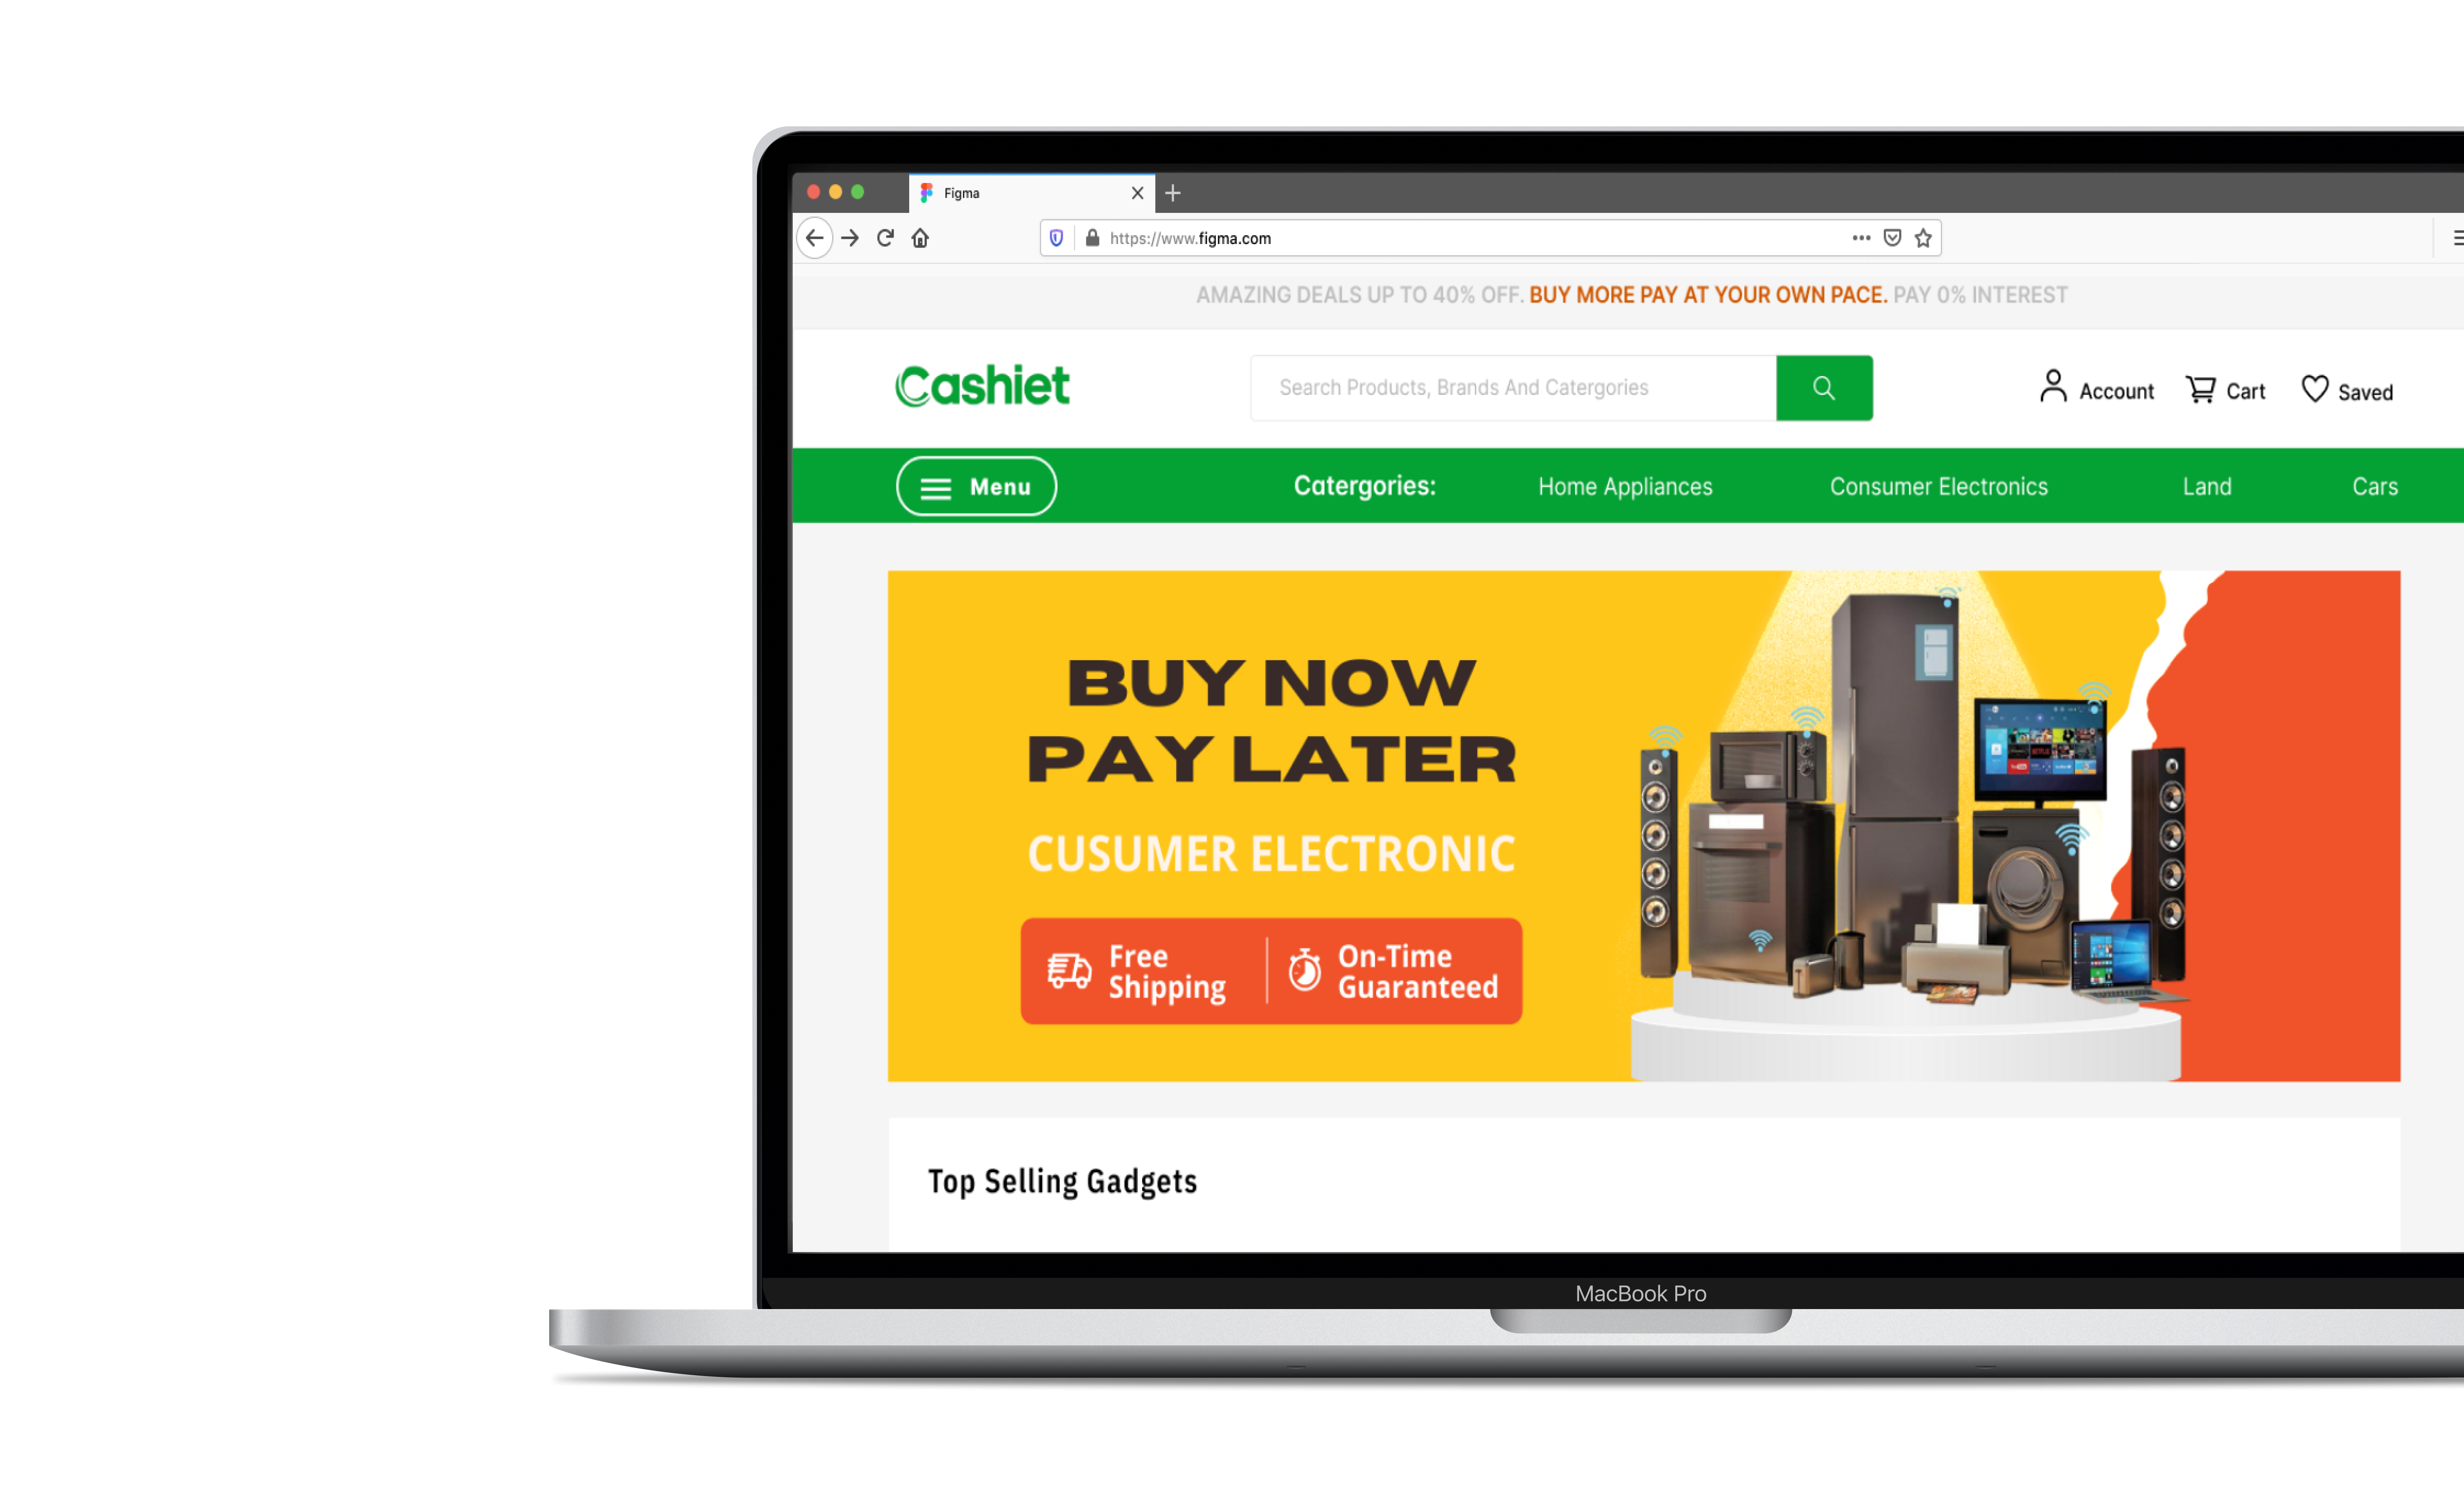 Figma
https://www.figma.com
AMAZING DEALS UP TO 40% OFF. BUY MORE PAY AT YOUR OWN PACE. PAY 0% INTEREST
Cashiet
Search Products, Brands And Catergories
Account
Cart
Saved
Menu
Catergories:
Home Appliances
Consumer Electronics
Land
Cars
BUY NOW
PAY LATER
CUSUMER ELECTRONIC
Free
Shipping
On-Time
Guaranteed
Top Selling Gadgets
MacBook Pro